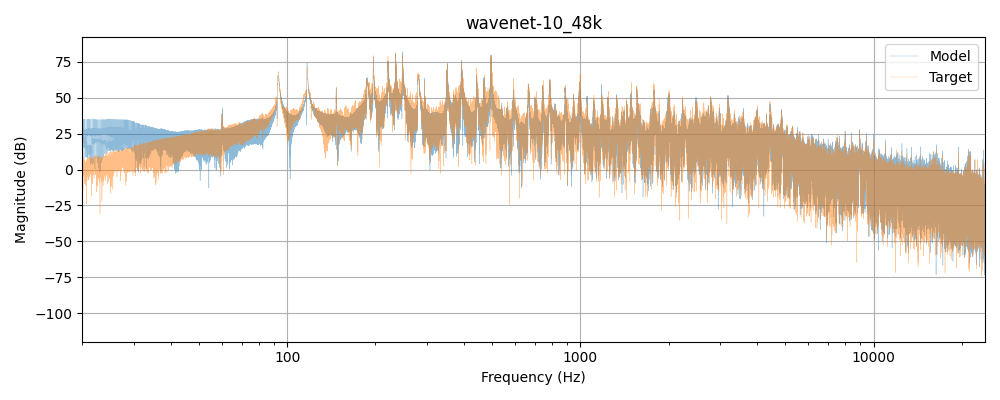 wavenet-10_48k
Model
Target
75
50
25
0
−25
−50
−75
−100
Magnitude (dB)
100
1000
10000
Frequency (Hz)